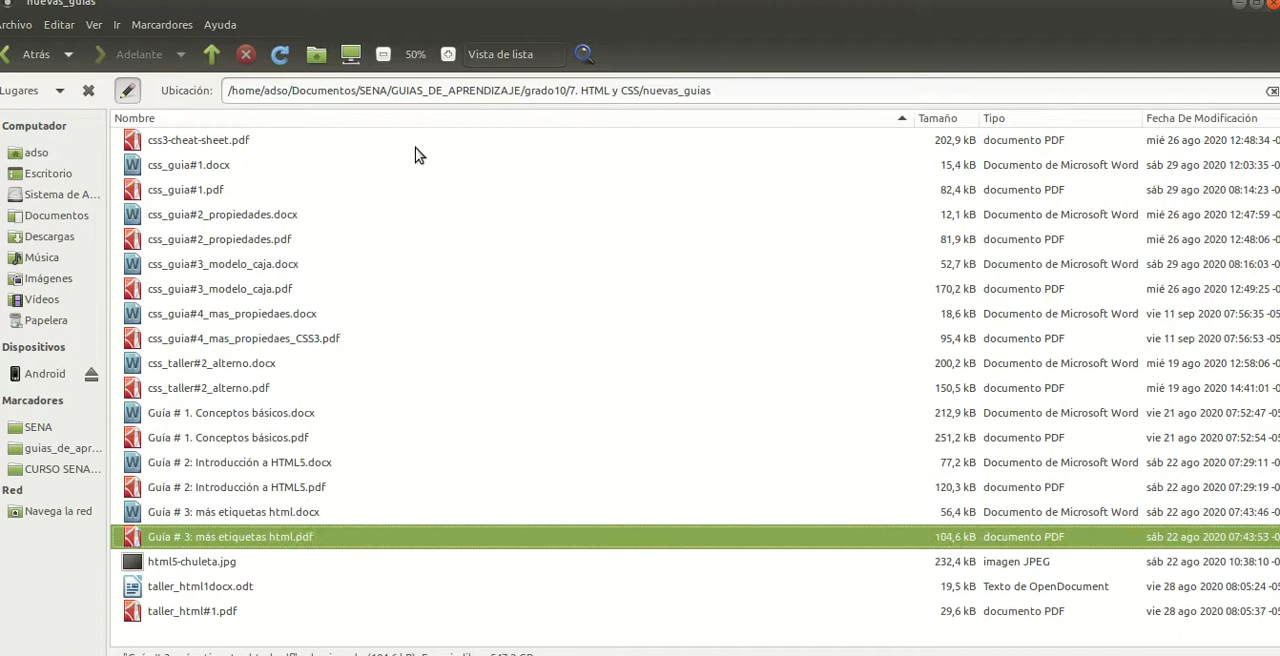 nuevas_guias
Archivo Editar Ver Ir Marcadores Ayuda
Atrás Adelante 50% Vista de lista
Lugares Ubicación: /home/adso/Documentos/SENA/GUIAS_DE_APRENDIZAJE/grado10/7. HTML y CSS/nuevas_guias
Computador
adso
Escritorio
Sistema de A...
Documentos
Descargas
Música
Imágenes
Vídeos
Papelera
Dispositivos
Android
Marcadores
SENA
guias_de_apr...
CURSO SENA...
Red
Navega la red
Nombre Tamaño Tipo Fecha De Modificación
css3-cheat-sheet.pdf 202,9 kB documento PDF mié 26 ago 2020 12:48:34 -0
css_guia#1.docx 15,4 kB Documento de Microsoft Word sáb 29 ago 2020 12:03:35 -0
css_guia#1.pdf 82,4 kB documento PDF sáb 29 ago 2020 08:14:23 -0
css_guia#2_propiedades.docx 12,1 kB Documento de Microsoft Word mié 26 ago 2020 12:47:59 -0
css_guia#2_propiedades.pdf 81,9 kB documento PDF mié 26 ago 2020 12:48:06 -0
css_guia#3_modelo_caja.docx 52,7 kB Documento de Microsoft Word sáb 29 ago 2020 08:16:03 -0
css_guia#3_modelo_caja.pdf 170,2 kB documento PDF mié 26 ago 2020 12:49:25 -0
css_guia#4_mas_propiedaes.docx 18,6 kB Documento de Microsoft Word vie 11 sep 2020 07:56:35 -05
css_guia#4_mas_propiedaes_CSS3.pdf 95,4 kB documento PDF vie 11 sep 2020 07:56:53 -05
css_taller#2_alterno.docx 200,2 kB Documento de Microsoft Word mié 19 ago 2020 12:58:06 -0
css_taller#2_alterno.pdf 150,5 kB documento PDF mié 19 ago 2020 14:41:01 -0
Guía # 1. Conceptos básicos.docx 212,9 kB Documento de Microsoft Word vie 21 ago 2020 07:52:47 -05
Guía # 1. Conceptos básicos.pdf 251,2 kB documento PDF vie 21 ago 2020 07:52:54 -05
Guía # 2: Introducción a HTML5.docx 77,2 kB Documento de Microsoft Word sáb 22 ago 2020 07:29:11 -0
Guía # 2: Introducción a HTML5.pdf 120,3 kB documento PDF sáb 22 ago 2020 07:29:19 -0
Guía # 3: más etiquetas html.docx 56,4 kB Documento de Microsoft Word sáb 22 ago 2020 07:43:46 -0
Guía # 3: más etiquetas html.pdf 104,6 kB documento PDF sáb 22 ago 2020 07:43:53 -0
html5-chuleta.jpg 232,4 kB imagen JPEG sáb 22 ago 2020 10:38:10 -0
taller_html1docx.odt 19,5 kB Texto de OpenDocument vie 28 ago 2020 08:05:24 -05
taller_html#1.pdf 29,6 kB documento PDF vie 28 ago 2020 08:05:37 -05